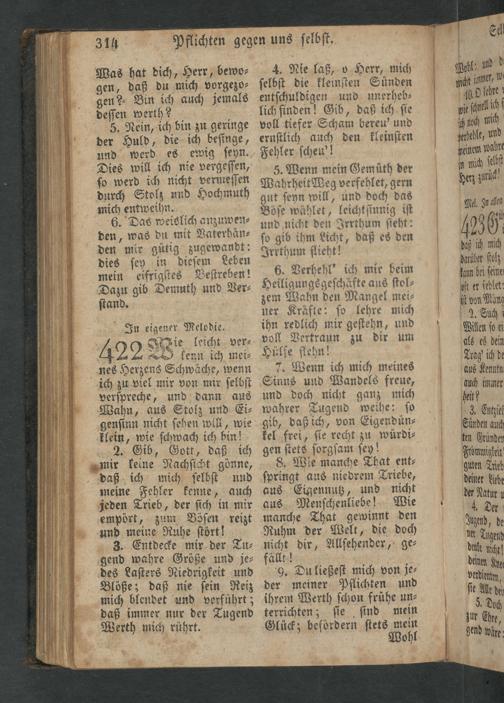 314 Pflichten gegen uns selbst.
Was hat dich, Herr, bewo-
gen, daß du mich vorgezo-
gen? Bin ich auch jemals
dessen werth?
5. Nein, ich bin zu geringe
der Huld, die ich besinge,
und werd es ewig seyn.
Dies will ich nie vergessen,
so werd ich nicht vermessen
durch Stolz und Hochmuth
mich entweihn.
6. Das weislich anzuwen-
den, was du mit Vaterhän-
den mir gütig zugewandt:
dies sey in diesem Leben
mein eifrigstes Bestreben!
Dazu gib Demuth und Ver-
stand.
In eigener Melodie.
422 Wie leicht ver-
kenn ich mei-
nes Herzens Schwäche, wenn
ich zu viel mir von mir selbst
verspreche, und dann aus
Wahn, aus Stolz und Ei-
gensinn nicht sehen will, wie
klein, wie schwach ich bin!
2. Gib, Gott, daß ich
mir keine Nachsicht gönne,
daß ich mich selbst und
meine Fehler kenne, auch
jeden Trieb, der sich in mir
empört, zum Bösen reizt
und meine Ruhe stört!
3. Entdecke mir der Tu-
gend wahre Größe und je-
des Lasters Niedrigkeit und
Blöße; daß nie sein Reiz
mich blendet und verführt;
daß immer nur der Tugend
Werth mich rührt.
4. Nie laß, o Herr, mich
selbst die kleinsten Sünden
entschuldigen und unerheb-
lich finden! Gib, daß ich sie
voll tiefer Scham bereu' und
ernstlich auch den kleinsten
Fehler scheu'!
5. Wenn mein Gemüth der
Wahrheit Weg verfehlet, gern
gut seyn will, und doch das
Böse wählet, leichtsinnig ist
und nicht den Irrthum sieht:
so gib ihm Licht, daß es den
Irrthum flieht!
6. Verhehl' ich mir beim
Heiligungsgeschäfte aus stol-
zem Wahn den Mangel mei-
ner Kräfte: so lehre mich
ihn redlich mir gestehn, und
voll Vertraun zu dir um
Hülfe flehn!
7. Wenn ich mich meines
Sinns und Wandels freue,
und doch nicht ganz mich
wahrer Tugend weihe: so
gib, daß ich, von Eigendün-
kel frei, sie recht zu würdi-
gen stets sorgsam sey!
8. Wie manche That ent-
springt aus niedrem Triebe,
aus Eigennutz, und nicht
aus Menschenliebe! Wie
manche That gewinnt den
Ruhm der Welt, die doch
nicht dir, Allsehender, ge-
fällt!
9. Du ließest mich von je-
der meiner Pflichten und
ihrem Werth schon frühe un-
terrichten; sie sind mein
Glück; befördern stets mein
Wohl